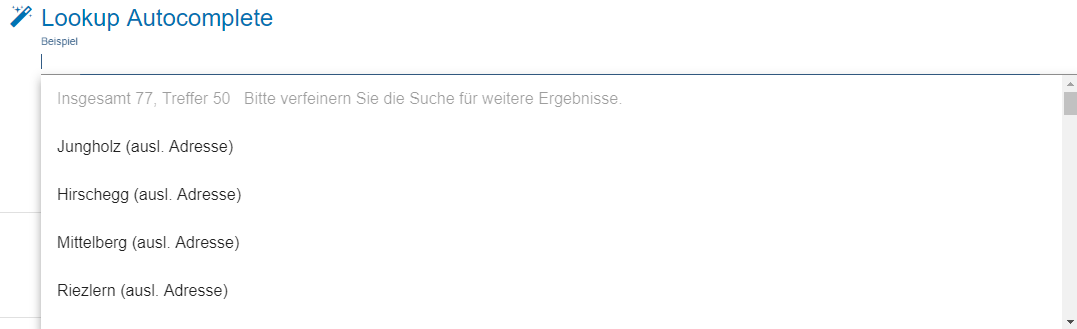 Lookup Autocomplete
Beispiel
Insgesamt 77, Treffer 50 Bitte verfeinern Sie die Suche für weitere Ergebnisse.
Jungholz (ausl. Adresse)
Hirschegg (ausl. Adresse)
Mittelberg (ausl. Adresse)
Riezlern (ausl. Adresse)